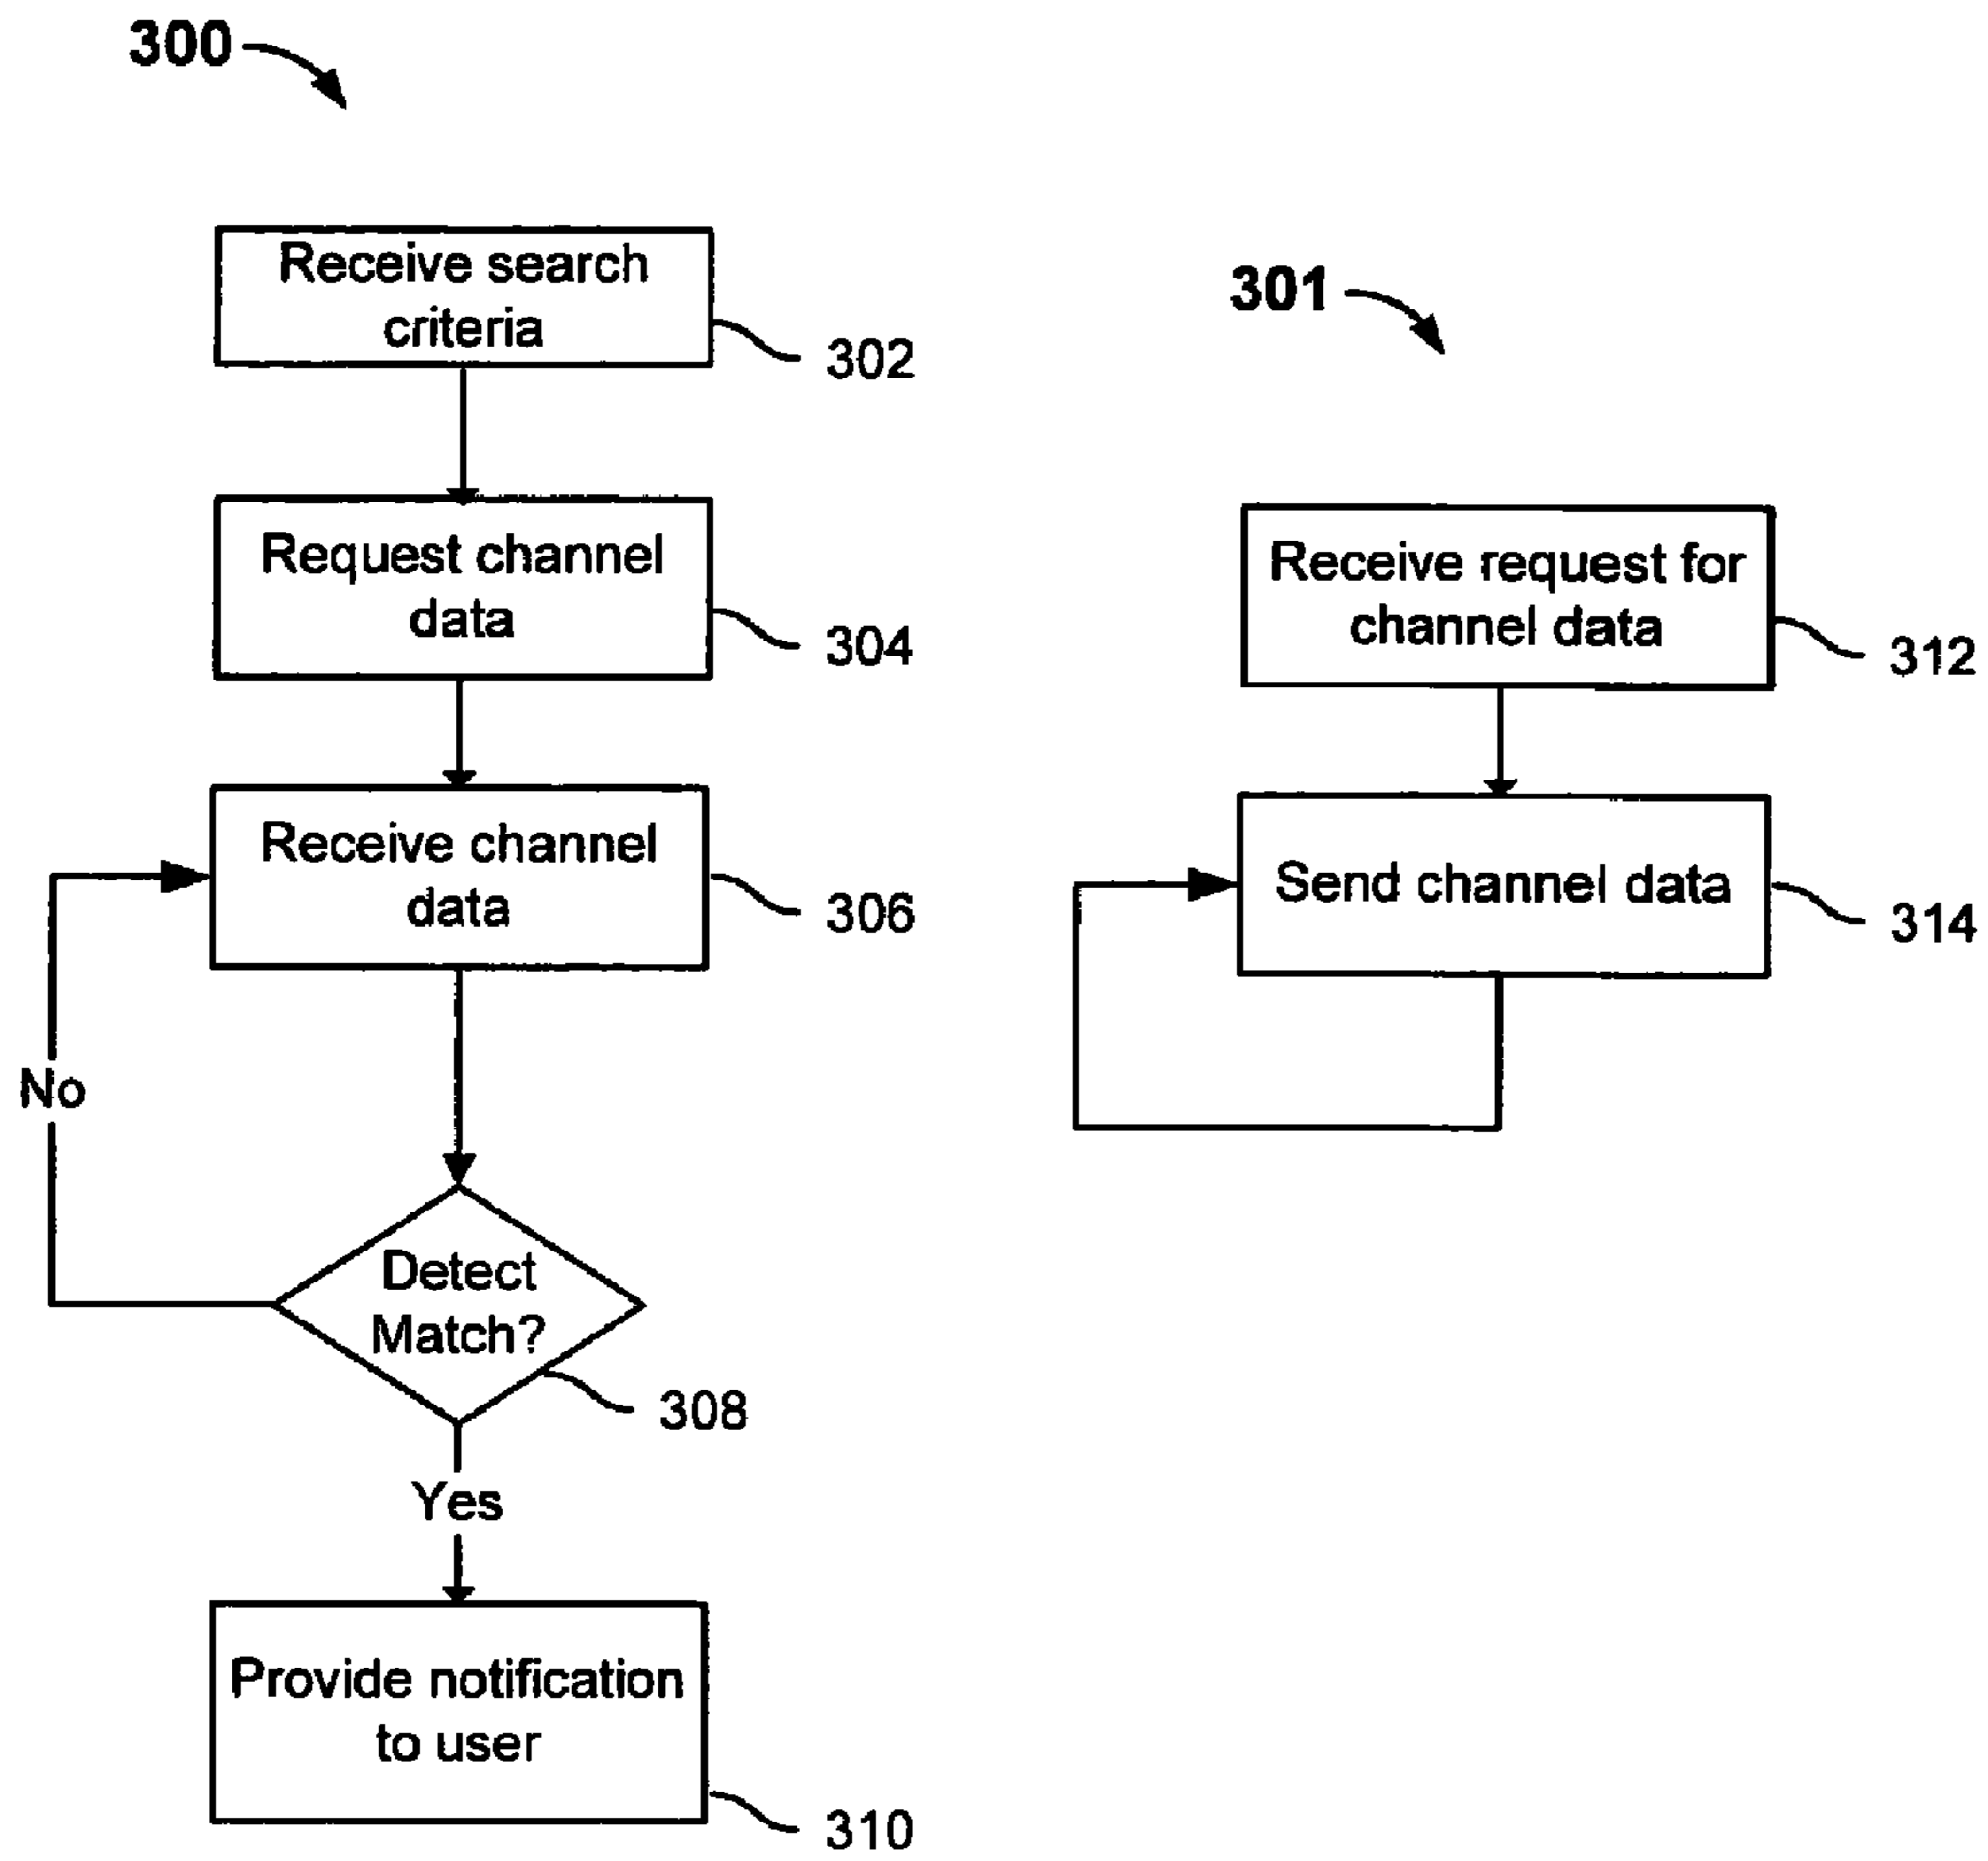 300
Receive search
criteria
302
Request channel
data
304
Receive channel
data
306
No
Detect
Match?
308
Yes
Provide notification
to user
310
301
Receive request for
channel data
312
Send channel data
314